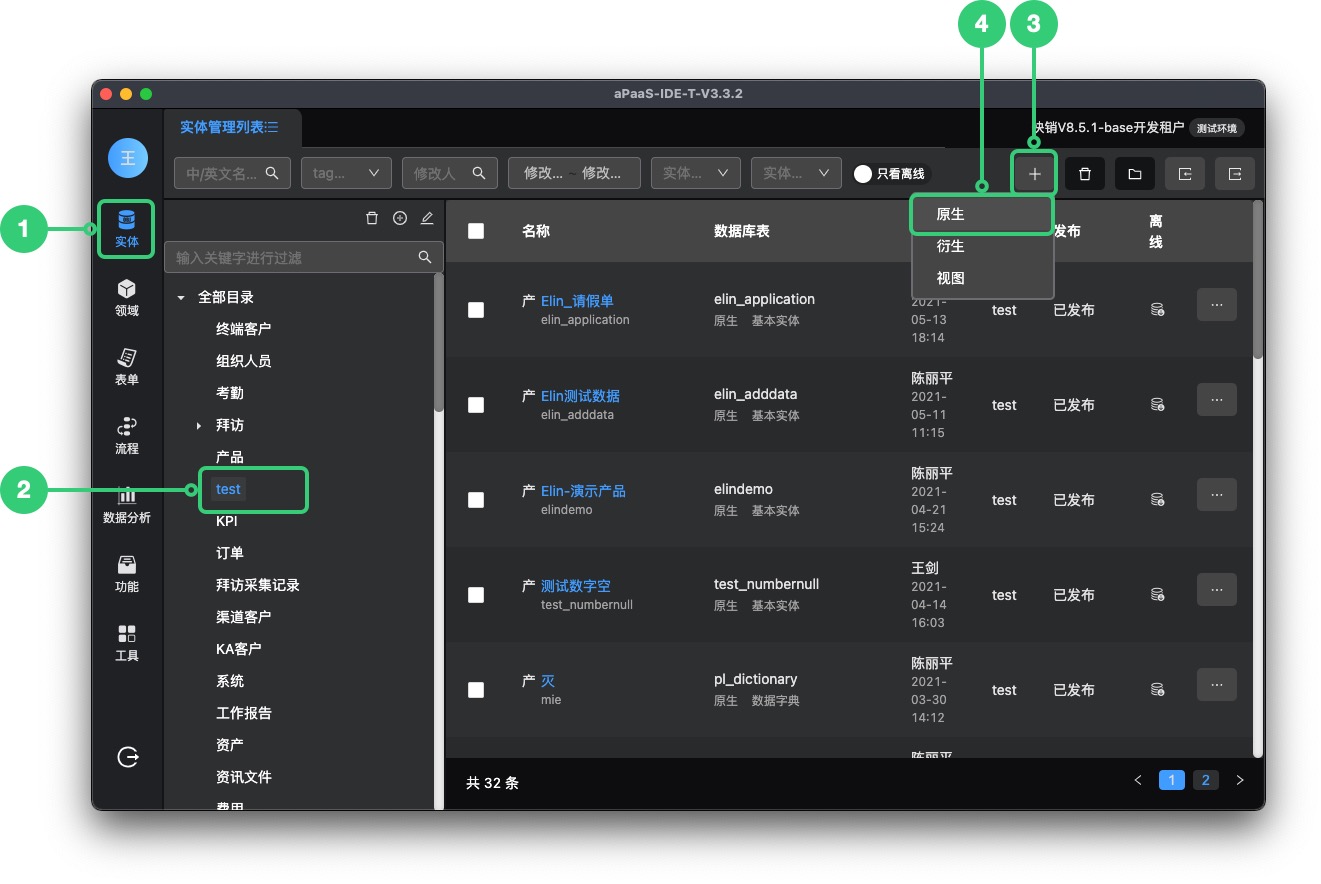 4
3
aPaaS-IDE-T-V3.3.2
实体管理列表
快销V8.5.1-base开发租户 测试环境
王
中/英文名... tag... 修改人 修改... ~ 修改... 实体... 实体... 只看离线
1
实体
领域
表单
流程
数据分析
功能
工具
输入关键字进行过滤
全部目录
终端客户
组织人员
考勤
拜访
产品
2
test
KPI
订单
拜访采集记录
渠道客户
KA客户
系统
工作报告
资产
资讯文件
费用
原生
衍生
视图
名称 数据库表 发布 离
线
产 Elin_请假单
elin_application
elin_application
原生 基本实体
2021-
05-13
18:14
test 已发布 ...
产 Elin测试数据
elin_adddata
elin_adddata
原生 基本实体
陈丽平
2021-
05-11
11:15
test 已发布 ...
产 Elin-演示产品
elindemo
elindemo
原生 基本实体
陈丽平
2021-
04-21
15:24
test 已发布 ...
产 测试数字空
test_numbernull
test_numbernull
原生 基本实体
王剑
2021-
04-14
16:03
test 已发布 ...
产 灭
mie
pl_dictionary
原生 数据字典
陈丽平
2021-
03-30
14:12
test 已发布 ...
陈丽平
共 32 条
< 1 2 >